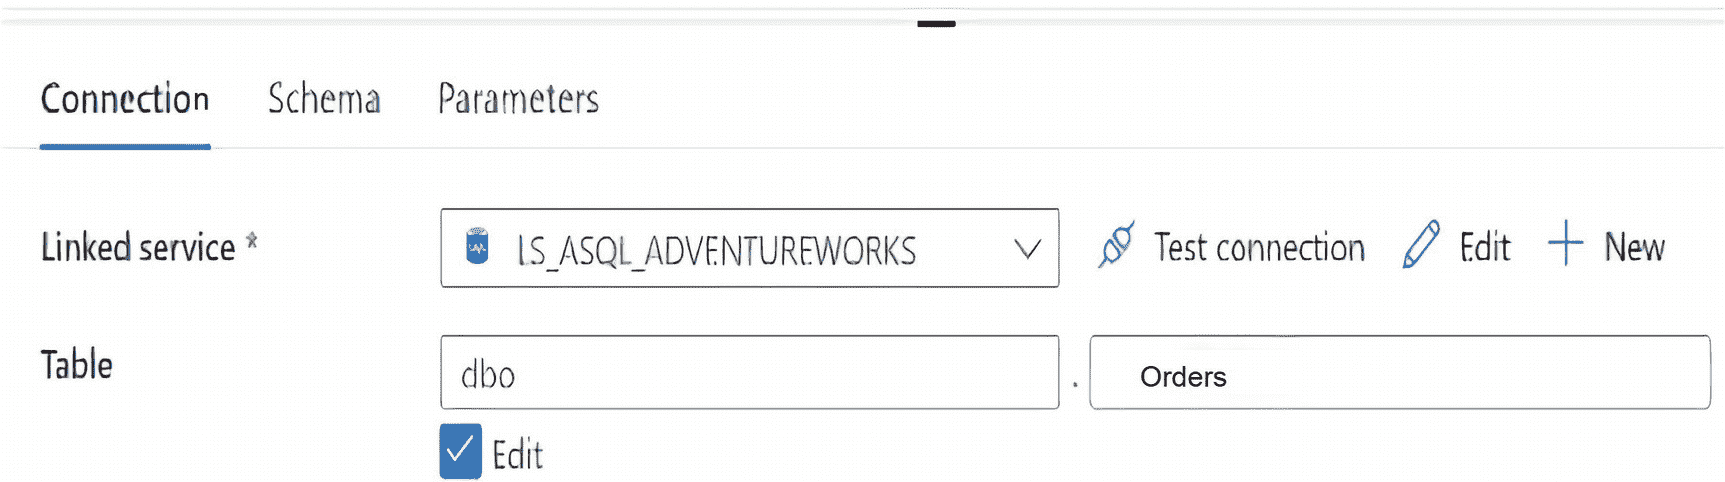 Connection Schema Parameters
Linked service * LS_ASQL_ADVENTUREWORKS Test connection Edit New
Table dbo . Orders
Edit